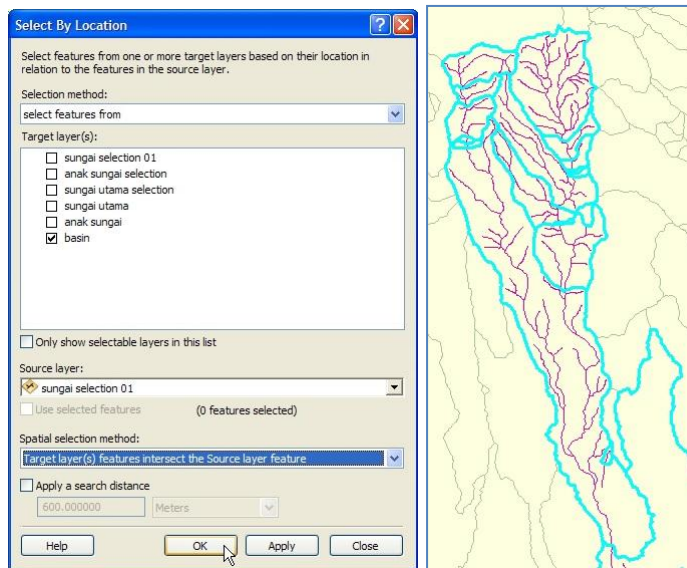 Select By Location
Select features from one or more target layers based on their location in
relation to the features in the source layer.
Selection method:
select features from
Target layer(s):
sungai selection 01
anak sungai selection
sungai utama selection
sungai utama
anak sungai
basin
Only show selectable layers in this list
Source layer:
sungai selection 01
Use selected features (0 features selected)
Spatial selection method:
Target layer(s) features intersect the Source layer feature
Apply a search distance
600.000000 Meters
Help OK Apply Close